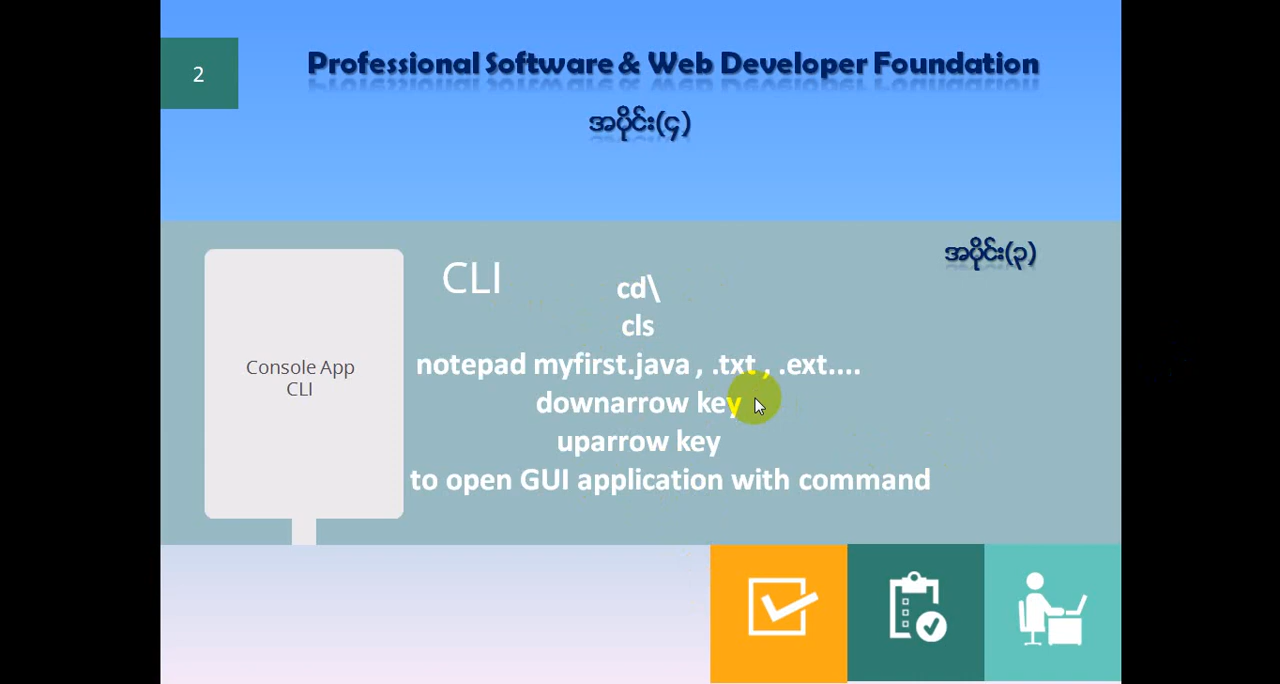 2
Professional Software & Web Developer Foundation
အပိုင်း(၄)
အပိုင်း(၃)
Console App
CLI
CLI
cd\
cls
notepad myfirst.java , .txt , .ext....
downarrow key
uparrow key
to open GUI application with command